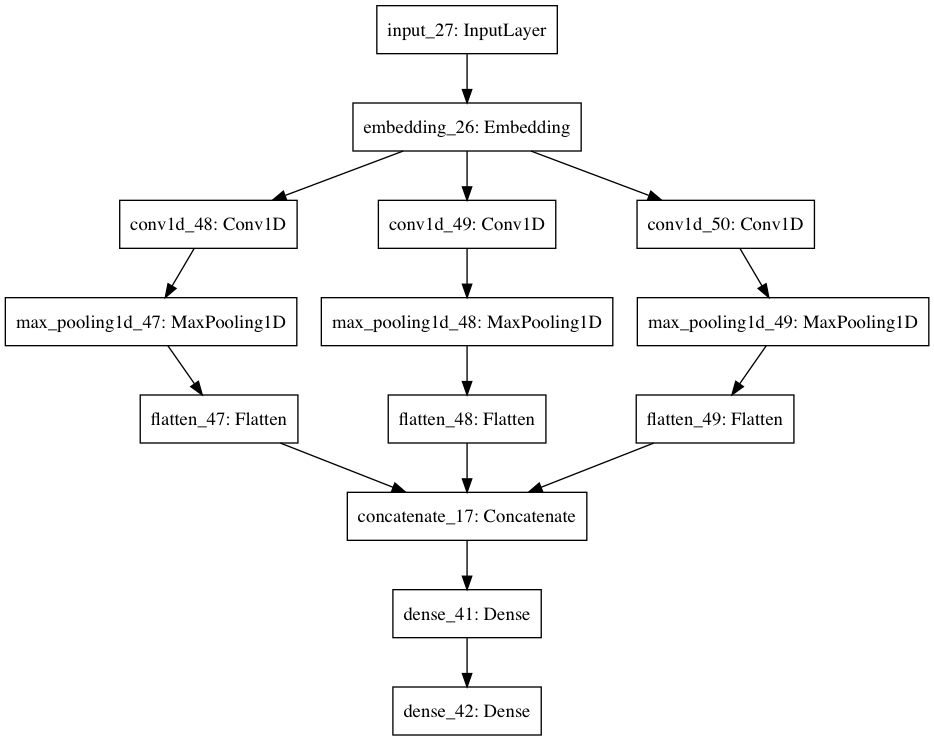 input_27: InputLayer
embedding_26: Embedding
conv1d_48: Conv1D
conv1d_49: Conv1D
conv1d_50: Conv1D
max_pooling1d_47: MaxPooling1D
max_pooling1d_48: MaxPooling1D
max_pooling1d_49: MaxPooling1D
flatten_47: Flatten
flatten_48: Flatten
flatten_49: Flatten
concatenate_17: Concatenate
dense_41: Dense
dense_42: Dense